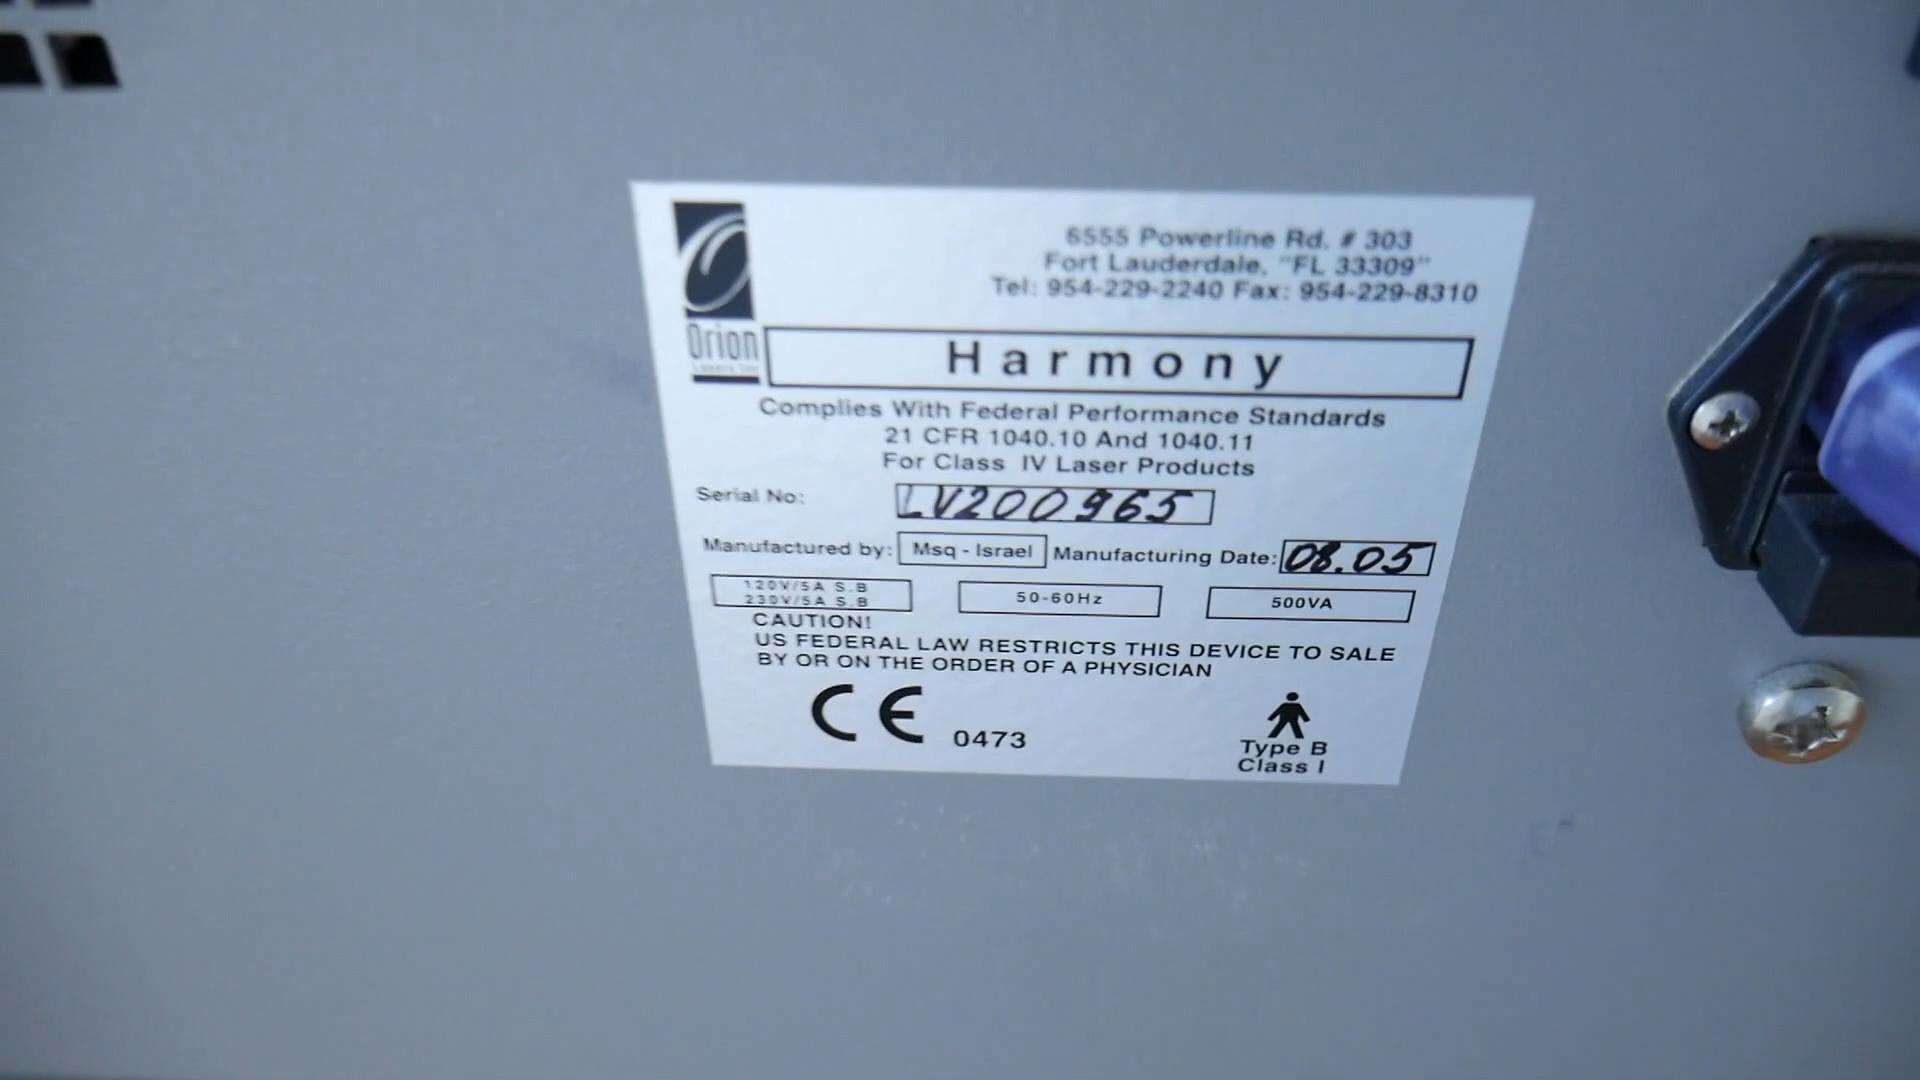 6555 Powerline Rd. # 303
Fort Lauderdale, "FL 33309"
Tel: 954-229-2240 Fax: 954-229-8310
Orion
Harmony
Complies With Federal Performance Standards
21 CFR 1040.10 And 1040.11
For Class IV Laser Products
Serial No: LV200965
Manufactured by: Msq - Israel Manufacturing Date: 08.05
120V/5A S.B
230V/5A S.B
50-60Hz
500VA
CAUTION!
US FEDERAL LAW RESTRICTS THIS DEVICE TO SALE
BY OR ON THE ORDER OF A PHYSICIAN
CE 0473
Type B
Class I